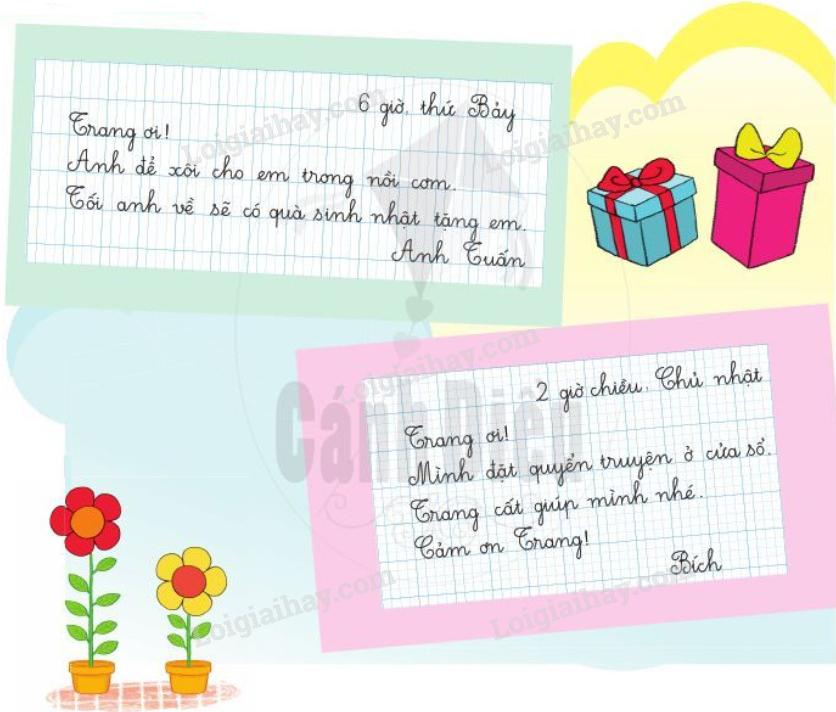 6 giờ, thứ Bảy
Trang ơi!
Anh để xôi cho em trong nồi cơm.
Tối anh về sẽ có quà sinh nhật tặng em.
Anh Tuấn
2 giờ chiều, Chủ nhật
Trang ơi!
Mình đặt quyển truyện ở cửa sổ.
Trang cất giúp mình nhé.
Cảm ơn Trang!
Bích
Cánh Diều
Loigiaihay.com
Loigiaihay.com
Loigiaihay.com
Loigiaihay.com
Loigiaihay.com